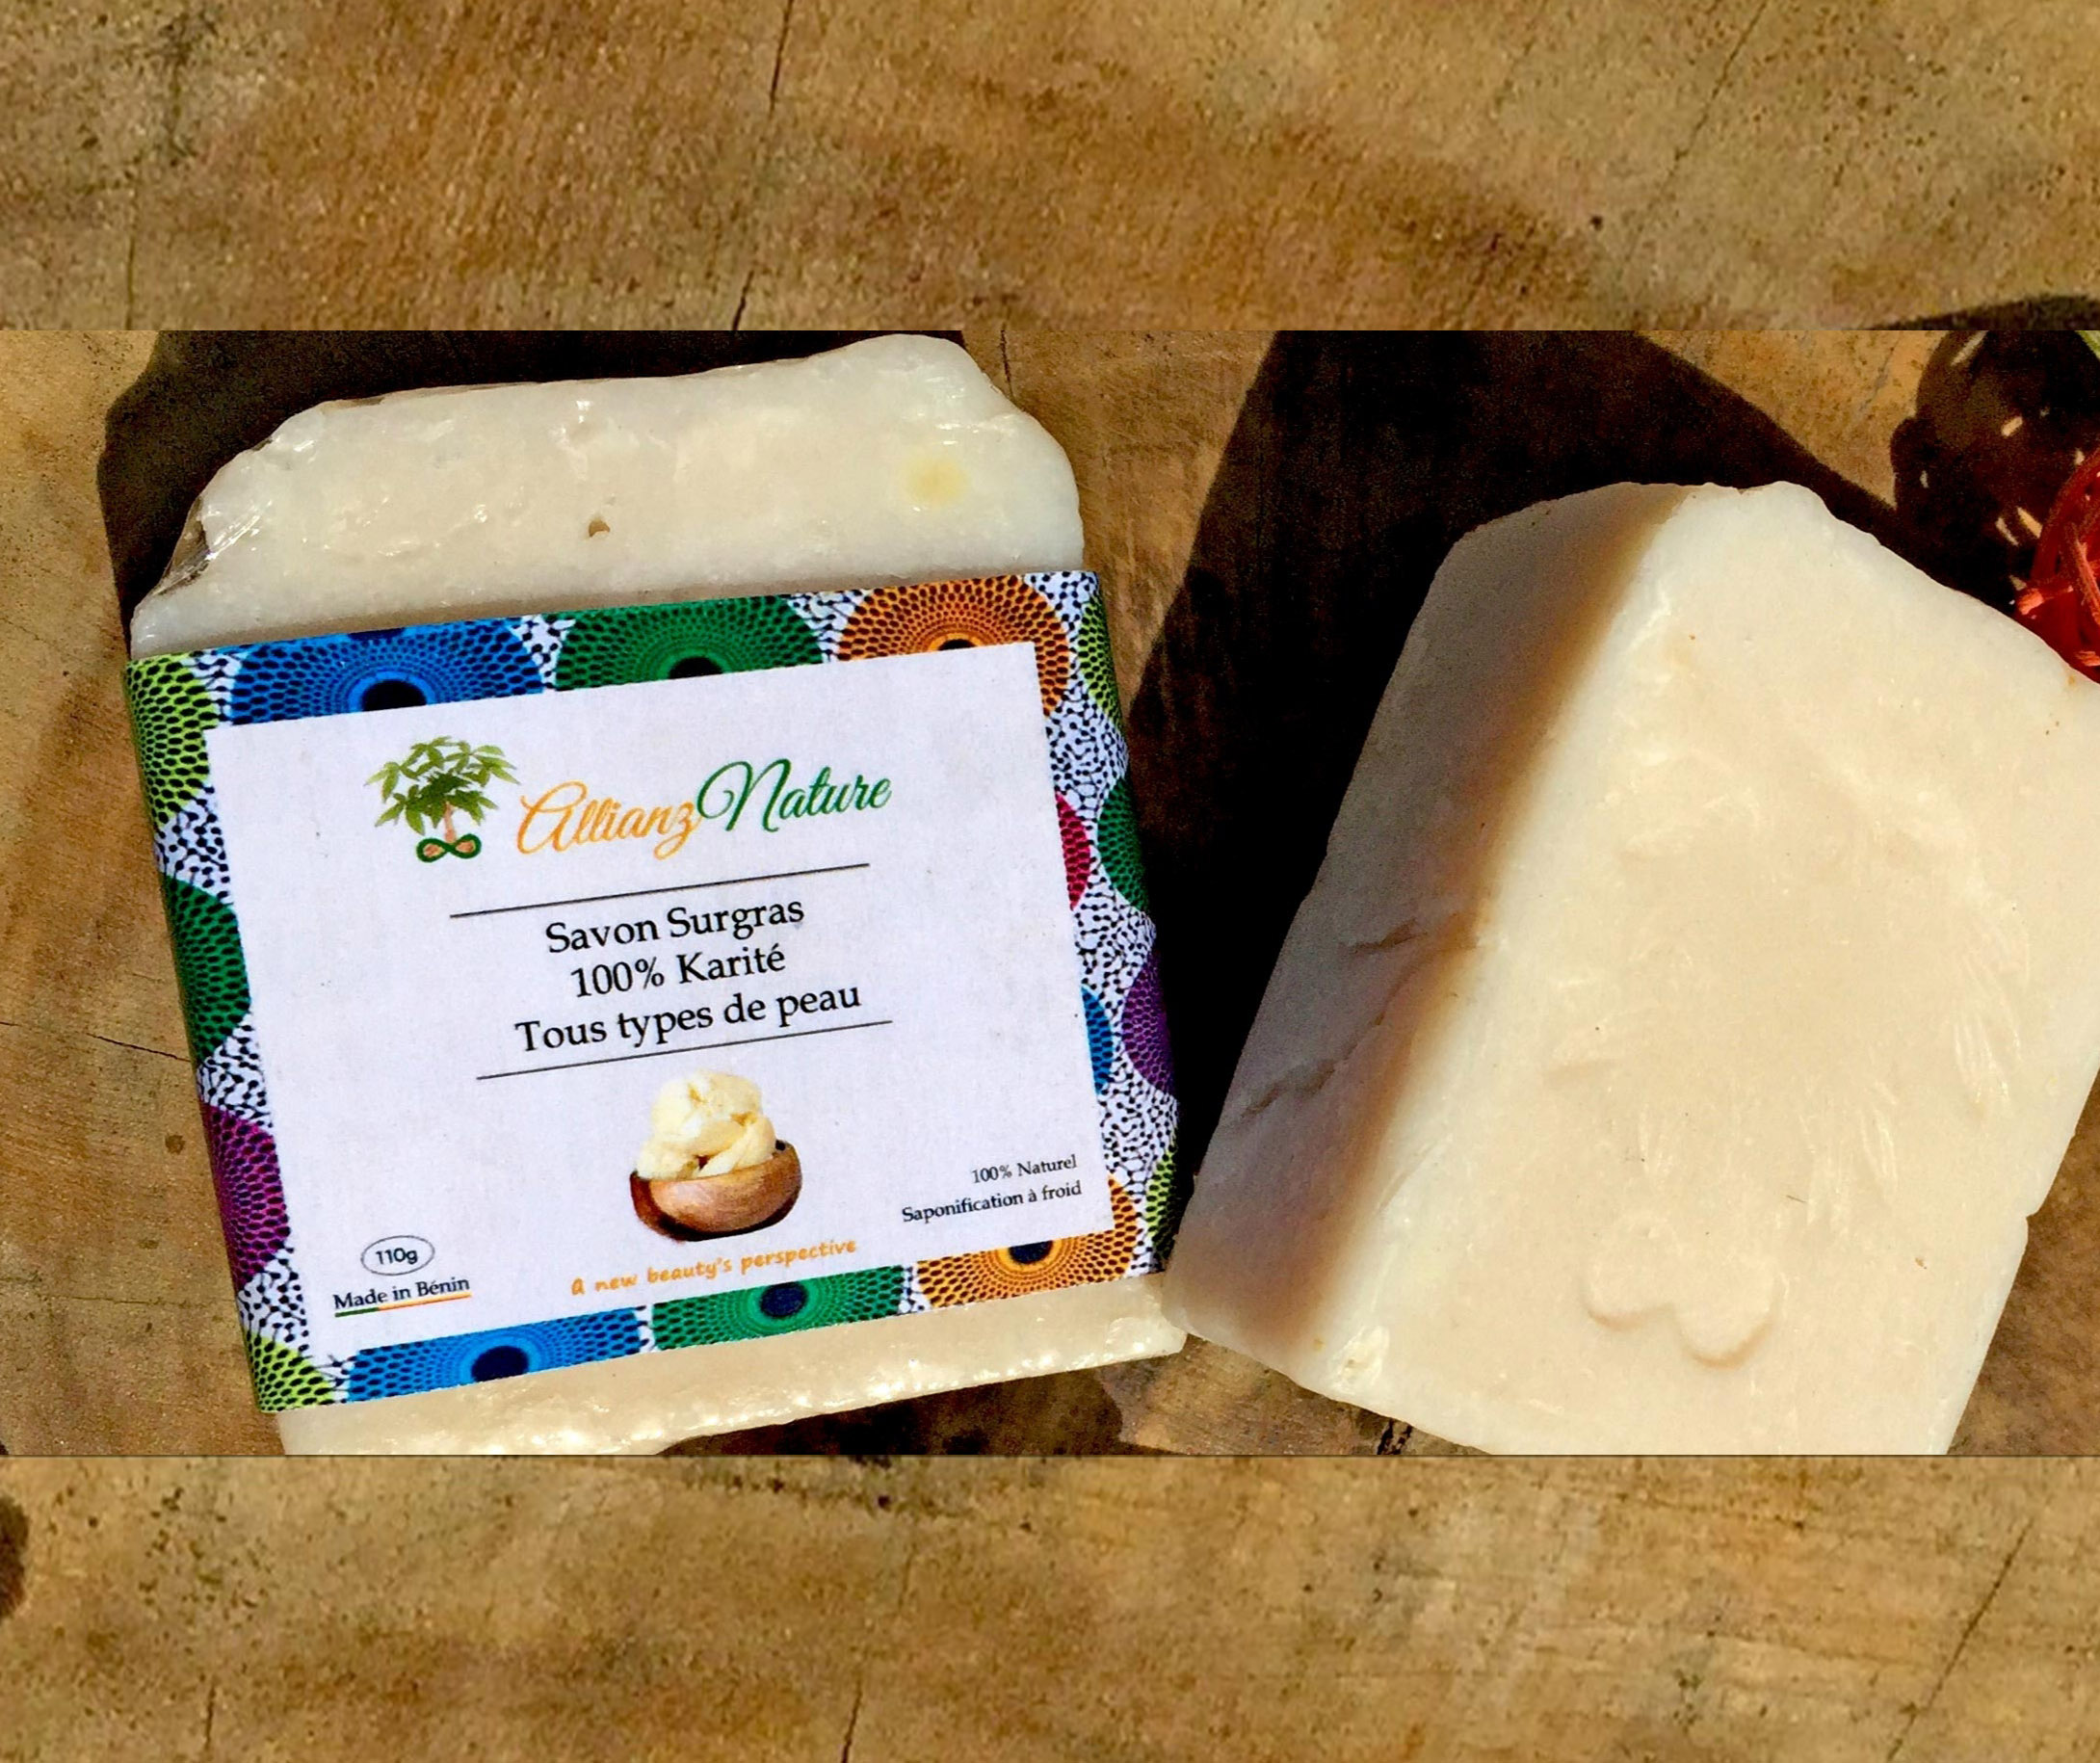 AllianzNature
Savon Surgras
100% Karité
Tous types de peau
100% Naturel
Saponification à froid
110g
Made in Bénin
a new beauty's perspective